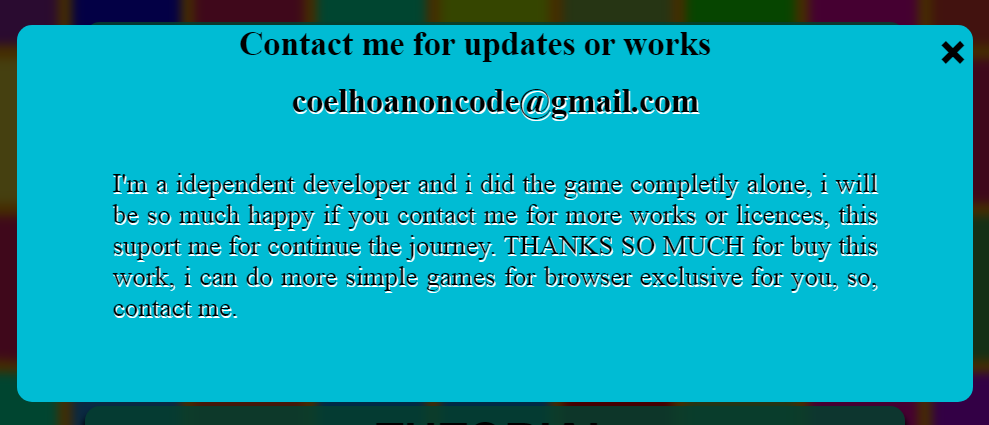 Contact me for updates or works
coelhoanoncode@gmail.com
I'm a idependent developer and i did the game completly alone, i will
be so much happy if you contact me for more works or licences, this
suport me for continue the journey. THANKS SO MUCH for buy this
work, i can do more simple games for browser exclusive for you, so,
contact me.